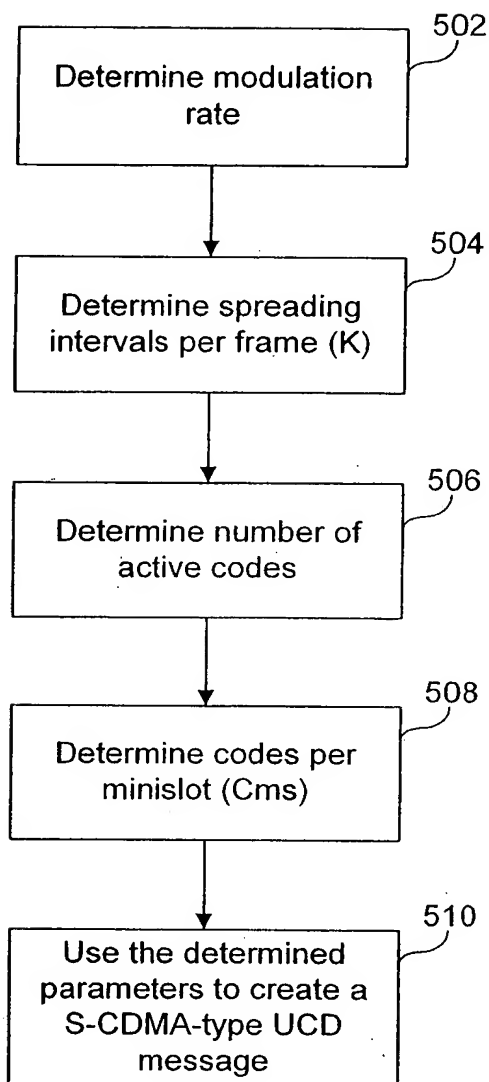 502
Determine modulation
rate
504
Determine spreading
intervals per frame (K)
506
Determine number of
active codes
508
Determine codes per
minislot (Cms)
510
Use the determined
parameters to create a
S-CDMA-type UCD
message